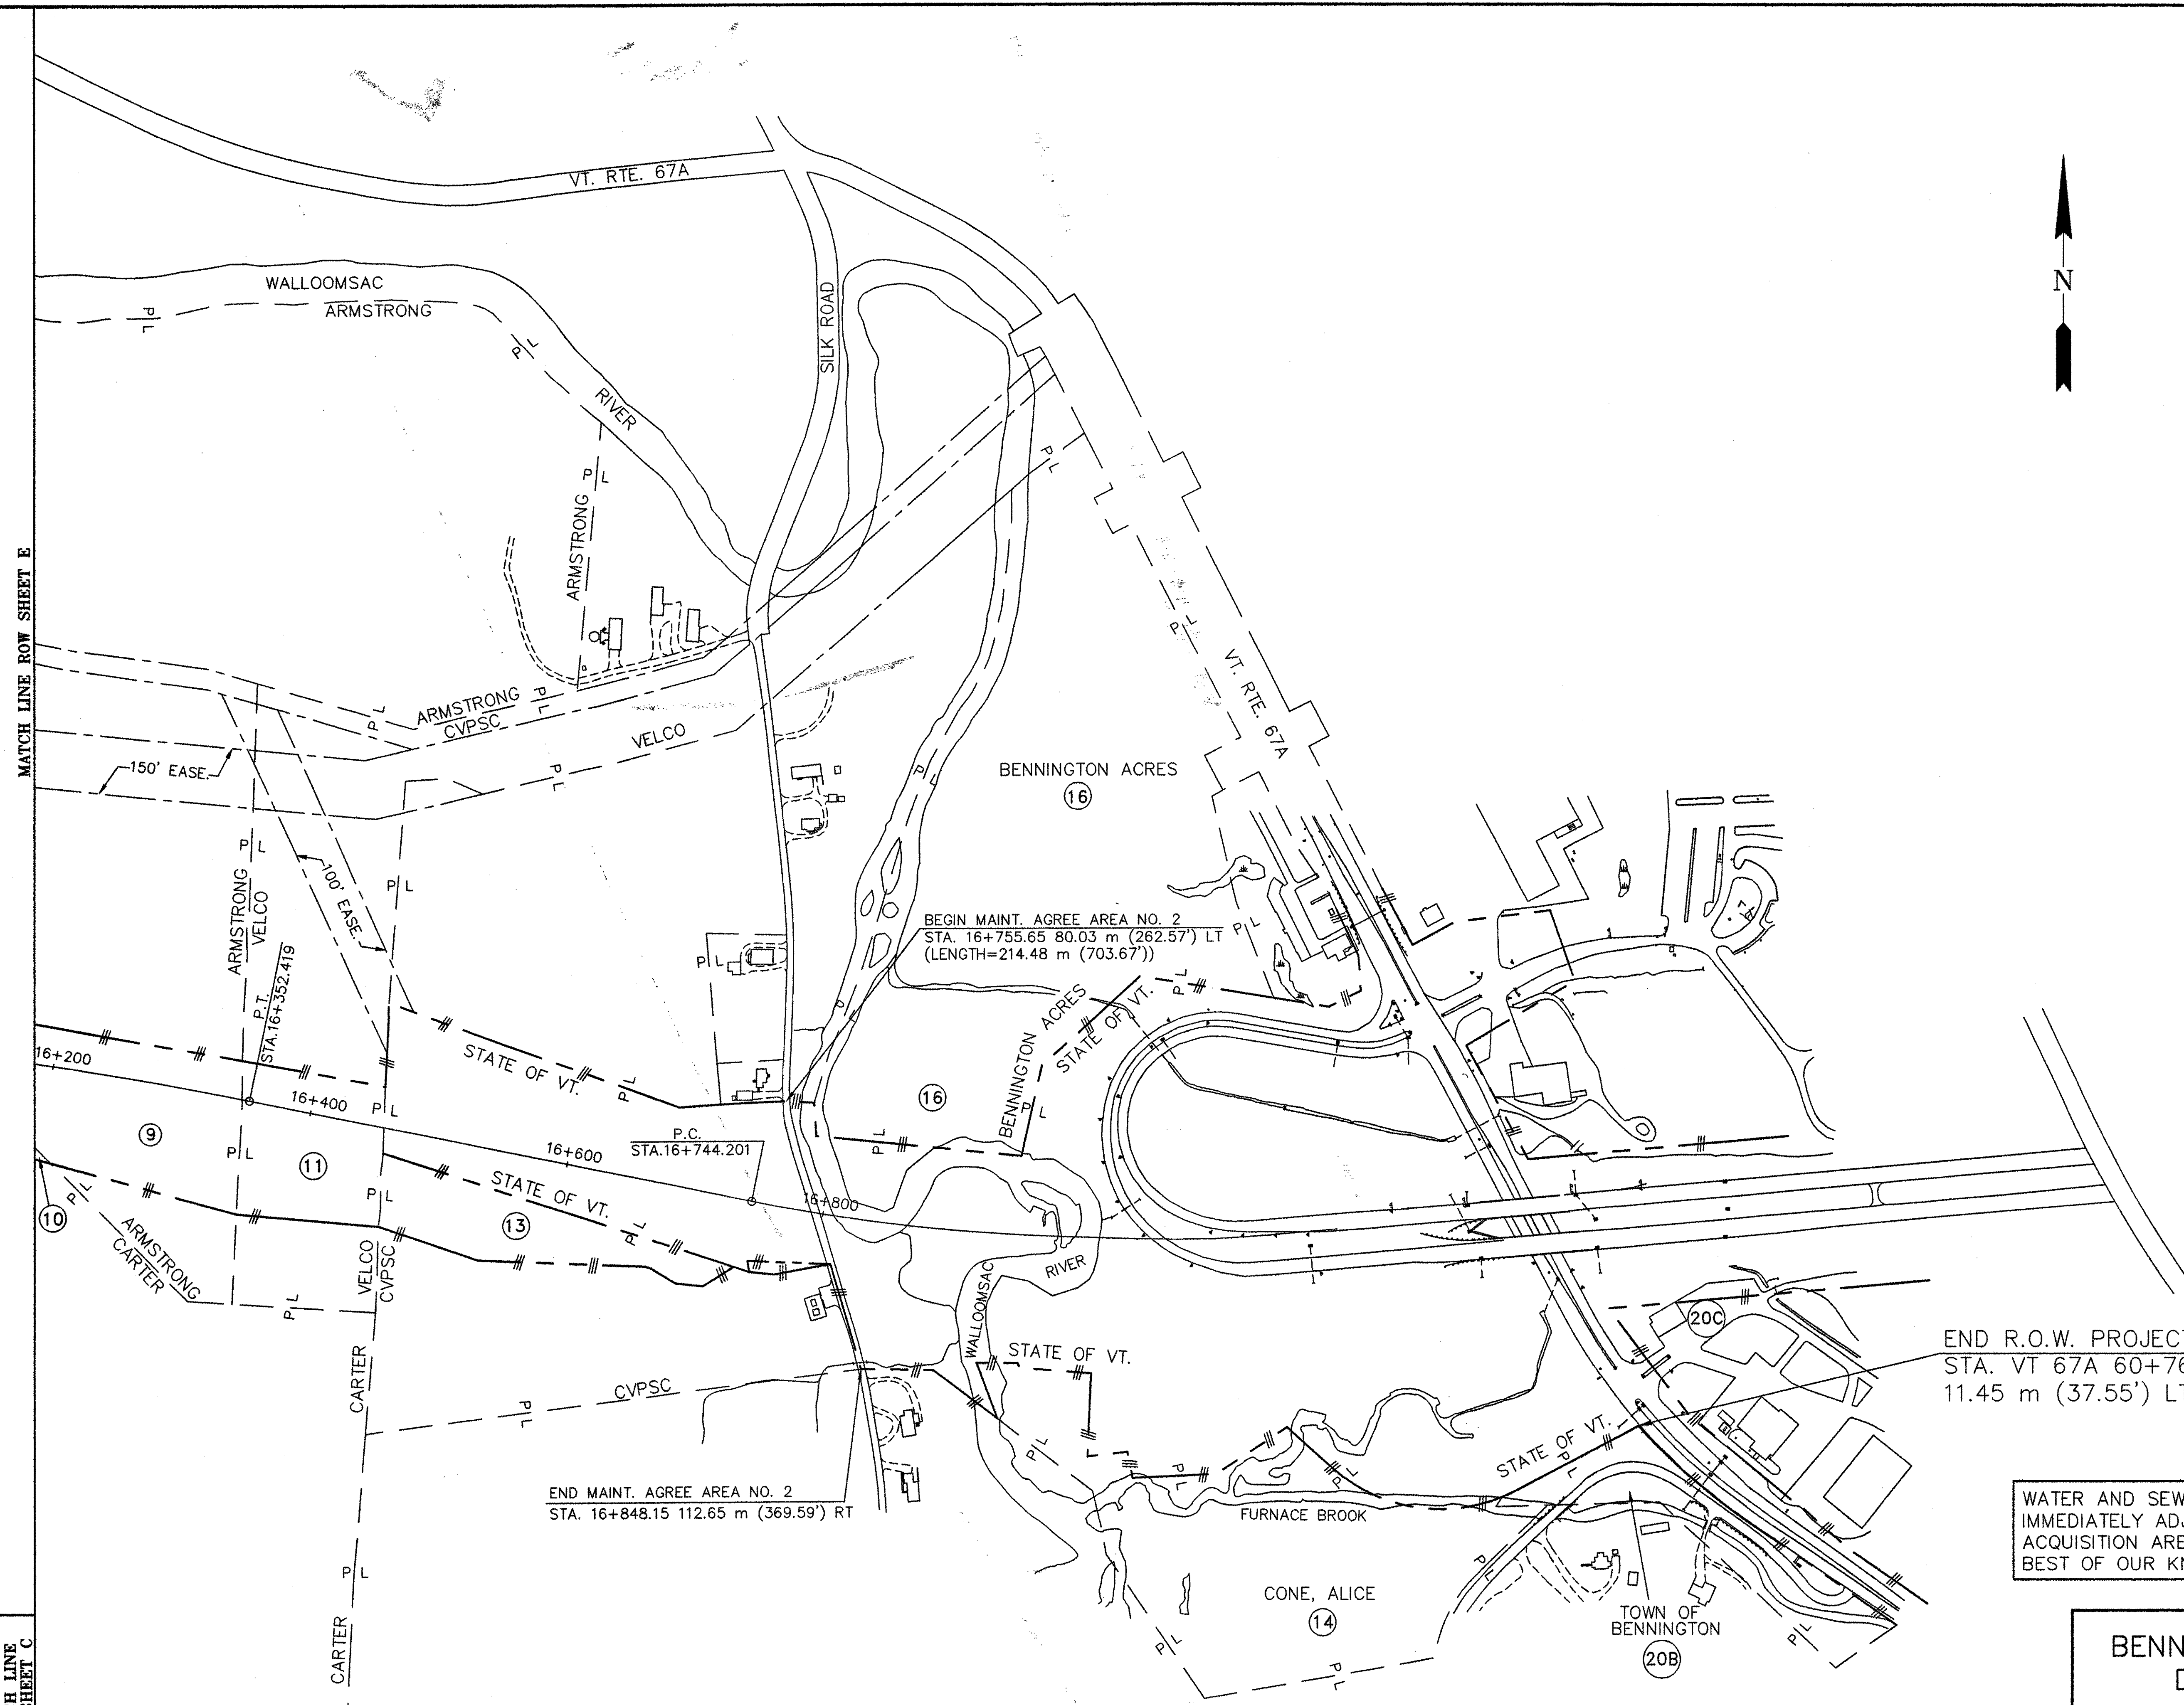 VT. RTE. 67A
WALLOOMSAC
ARMSTRONG
P L
SILK ROAD
N
P L
RIVER
P L
ARMSTRONG
P L
MATCH LINE ROW SHEET E
P L
VT. RTE. 67A
P L
ARMSTRONG
CVPSC
P L
VELCO
P L
150' EASE.
BENNINGTON ACRES
16
P L
P L
100' EASE.
P L
ARMSTRONG
VELCO
P.T.
STA.16+352.419
BEGIN MAINT. AGREE AREA NO. 2
STA. 16+755.65 80.03 m (262.57') LT
(LENGTH=214.48 m (703.67'))
P L
P L
P L
P L
BENNINGTON ACRES
STATE OF VT.
16+200
STATE OF VT.
P L
16+400
P L
16
P L
9
P L
11
P.C.
STA.16+744.201
P L
16+600
P L
STATE OF VT.
P L
16+800
10
P L
13
ARMSTRONG
CARTER
VELCO
CVPSC
P L
WALLOOMSAC
RIVER
20C
CARTER
STATE OF VT.
CVPSC
P L
END R.O.W. PROJECT
STA. VT 67A 60+76
11.45 m (37.55') LT
STATE OF VT.
P L
P L
P L
P L
END MAINT. AGREE AREA NO. 2
STA. 16+848.15 112.65 m (369.59') RT
FURNACE BROOK
WATER AND SEW
IMMEDIATELY ADJ
ACQUISITION ARE
BEST OF OUR KN
P L
P L
CONE, ALICE
14
TOWN OF
BENNINGTON
20B
P L
P L
P L
CARTER
H LINE
SHEET C
BENN